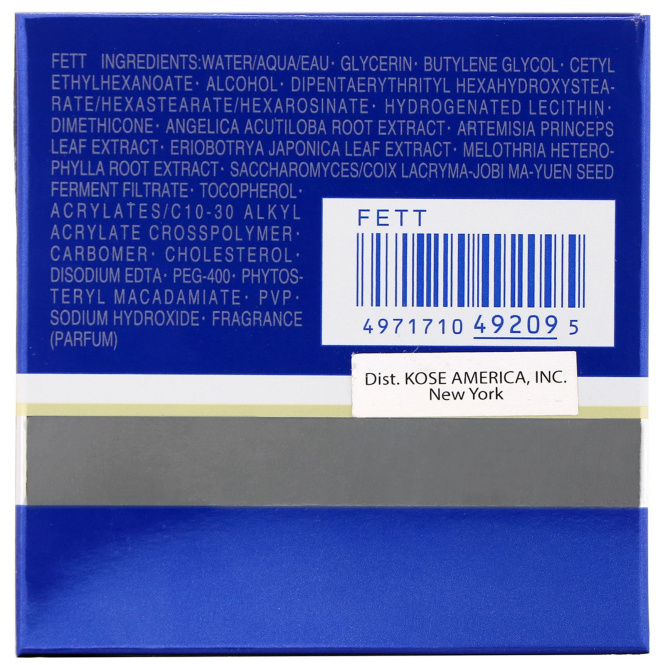 FETT INGREDIENTS:WATER/AQUA/EAU· GLYCERIN· BUTYLENE GLYCOL· CETYL
ETHYLHEXANOATE· ALCOHOL· DIPENTAERYTHRITYL HEXAHYDROXYSTEA-
RATE/HEXASTEARATE/HEXAROSINATE· HYDROGENATED LECITHIN·
DIMETHICONE· ANGELICA ACUTILOBA ROOT EXTRACT· ARTEMISIA PRINCEPS
LEAF EXTRACT· ERIOBOTRYA JAPONICA LEAF EXTRACT· MELOTHRIA HETERO-
PHYLLA ROOT EXTRACT· SACCHAROMYCES/COIX LACRYMA-JOBI MA-YUEN SEED
FERMENT FILTRATE· TOCOPHEROL·
ACRYLATES/C10-30 ALKYL
ACRYLATE CROSSPOLYMER·
CARBOMER· CHOLESTEROL·
DISODIUM EDTA· PEG-400· PHYTOS-
TERYL MACADAMIATE· PVP·
SODIUM HYDROXIDE· FRAGRANCE
(PARFUM)
FETT
4971710 49209 5
Dist. KOSE AMERICA, INC.
New York